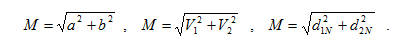 M = √(a² + b²) , M = √(V₁² + V₂²) , M = √(d₁ₙ² + d₂ₙ²) .